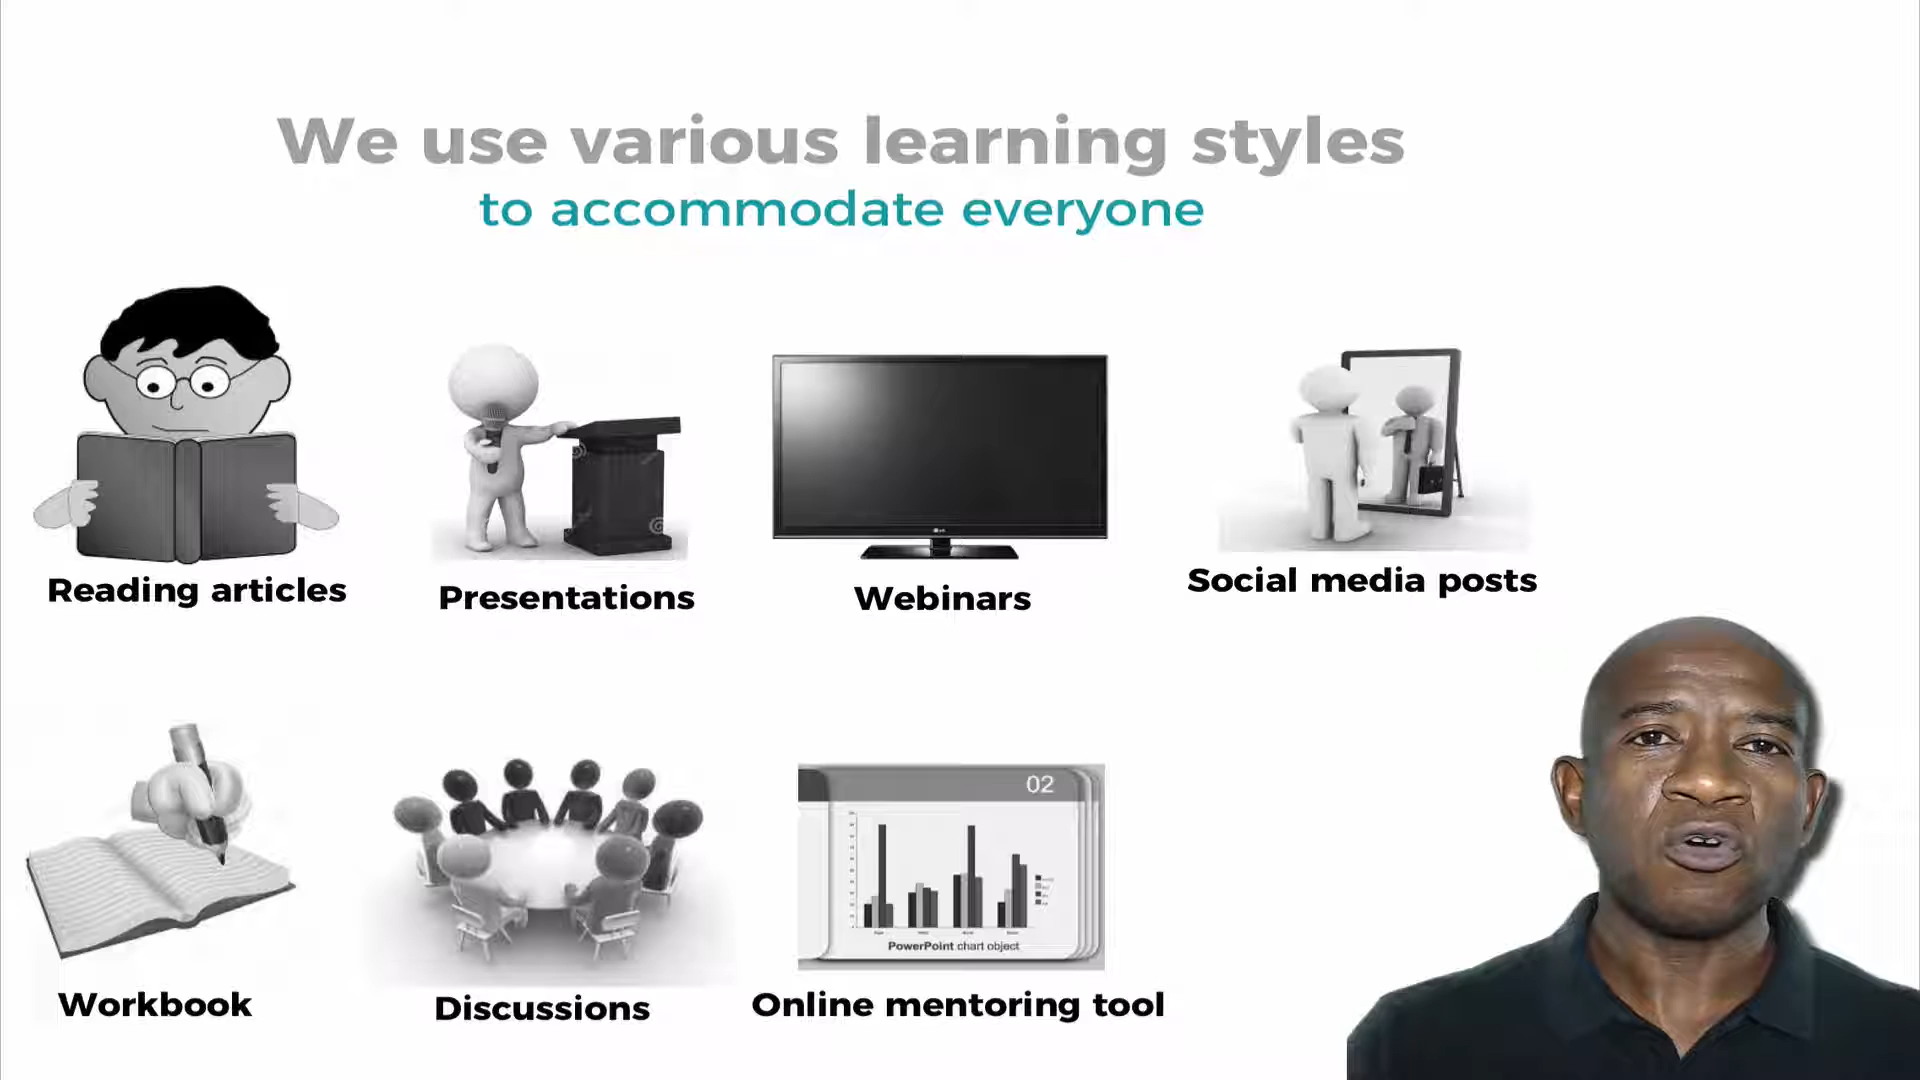 We use various learning styles
to accommodate everyone
Reading articles
Presentations
Webinars
Social media posts
Workbook
Discussions
02
PowerPoint chart object
Online mentoring tool